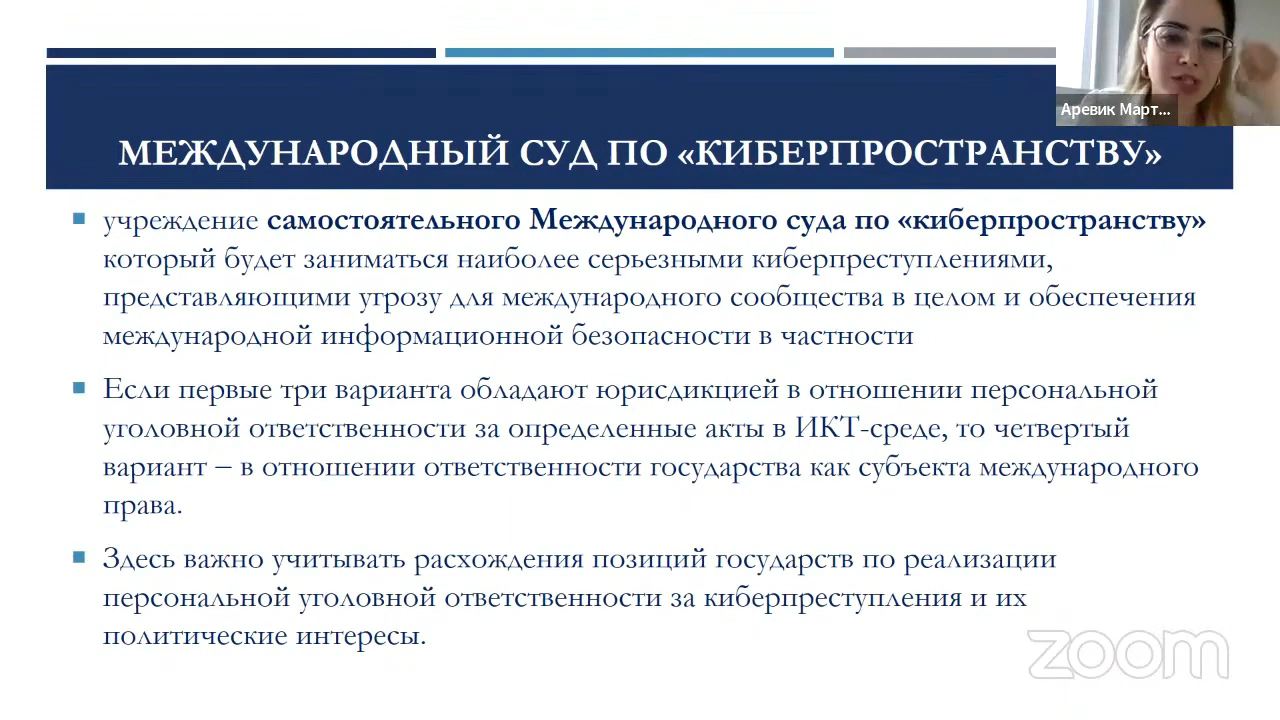 Аревик Март...
МЕЖДУНАРОДНЫЙ СУД ПО «КИБЕРПРОСТРАНСТВУ»
учреждение самостоятельного Международного суда по «киберпространству»
который будет заниматься наиболее серьезными киберпреступлениями,
представляющими угрозу для международного сообщества в целом и обеспечения
международной информационной безопасности в частности
Если первые три варианта обладают юрисдикцией в отношении персональной
уголовной ответственности за определенные акты в ИКТ-среде, то четвертый
вариант – в отношении ответственности государства как субъекта международного
права.
Здесь важно учитывать расхождения позиций государств по реализации
персональной уголовной ответственности за киберпреступления и их
политические интересы.
zoom